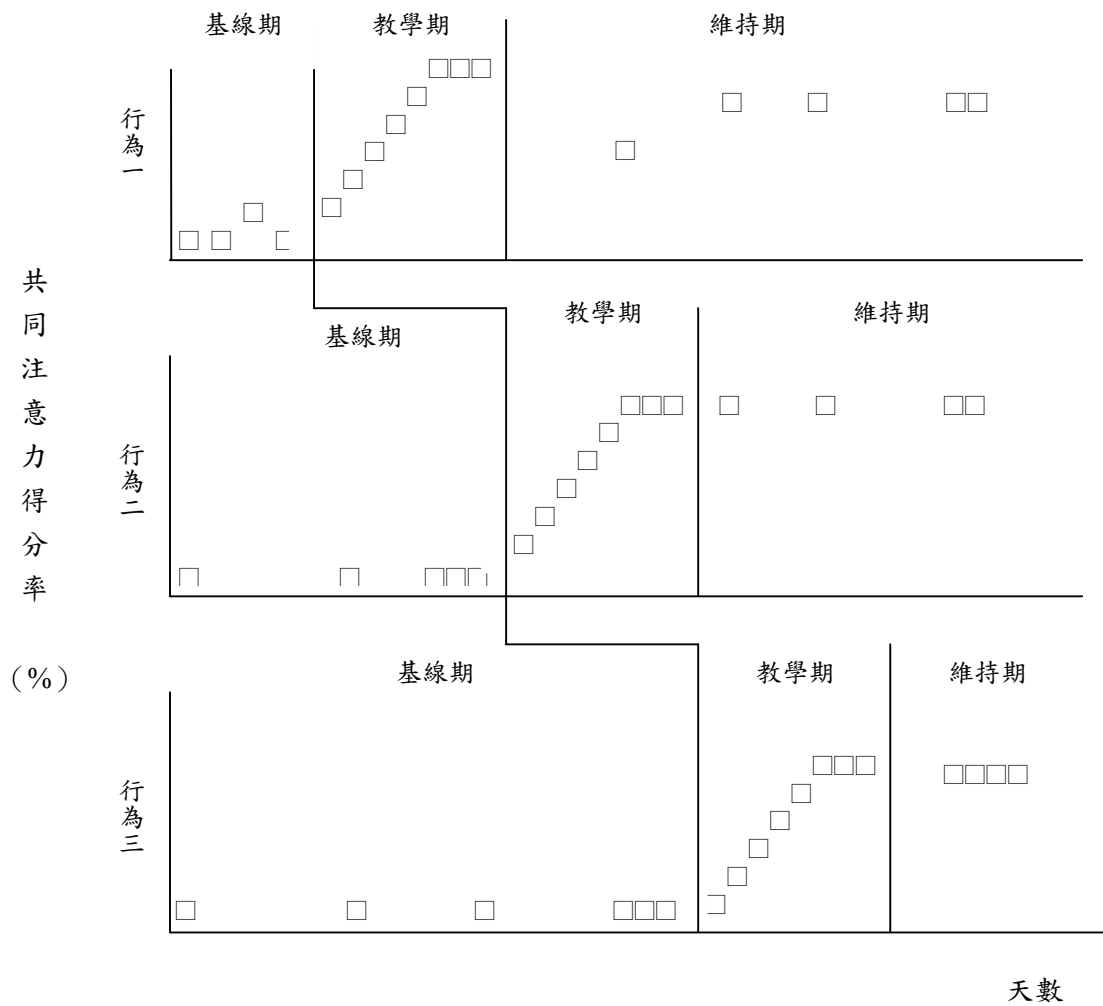 基線期 教學期 維持期
行為一
基線期 教學期 維持期
行為二
基線期 教學期 維持期
行為三
共同注意力得分率
（%）
天數